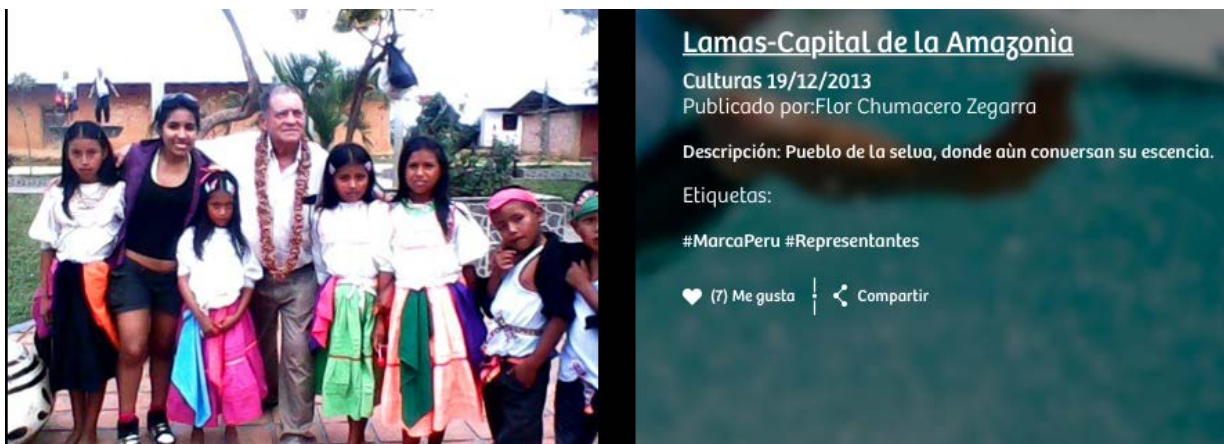 Lamas-Capital de la Amazonìa
Culturas 19/12/2013
Publicado por:Flor Chumacero Zegarra
Descripción: Pueblo de la selva, donde aùn conversan su escencia.
Etiquetas:
#MarcaPeru #Representantes
(7) Me gusta
Compartir